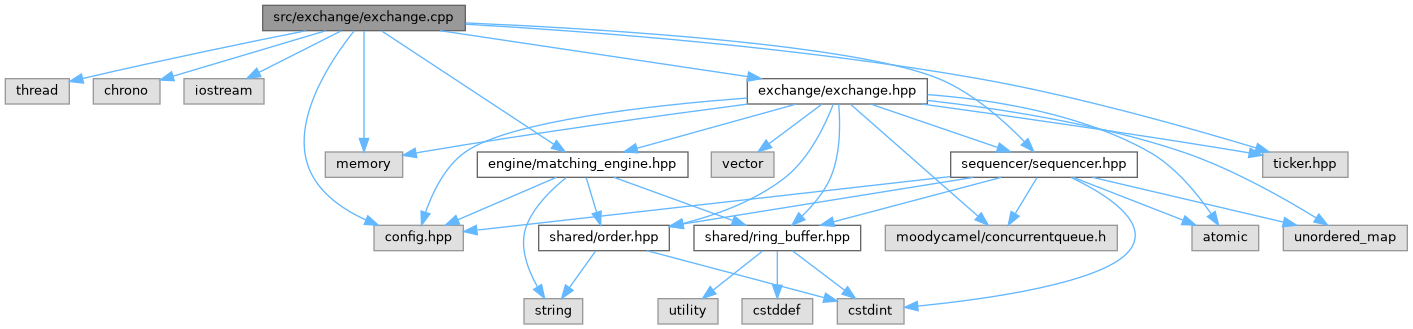 src/exchange/exchange.cpp
thread
chrono
iostream
exchange/exchange.hpp
memory
engine/matching_engine.hpp
vector
sequencer/sequencer.hpp
ticker.hpp
config.hpp
shared/order.hpp
shared/ring_buffer.hpp
moodycamel/concurrentqueue.h
atomic
unordered_map
string
utility
cstddef
cstdint